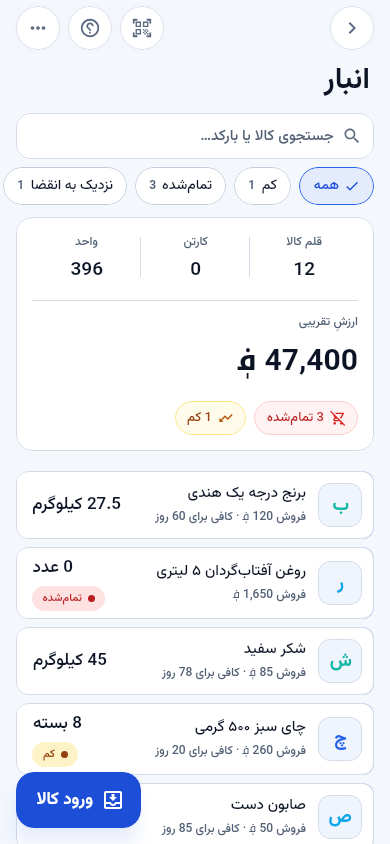 انبار
جستجوی کالا یا بارکد...
همه
کم 1
تمام‌شده 3
نزدیک به انقضا 1
قلم کالا
12
کارتن
0
واحد
396
ارزش تقریبی
47,400 ؋
3 تمام‌شده
1 کم
ب
برنج درجه یک هندی
فروش 120 ؋ · کافی برای 60 روز
27.5 کیلوگرم
ر
روغن آفتاب‌گردان ۵ لیتری
فروش 1,650 ؋
0 عدد
تمام‌شده
ش
شکر سفید
فروش 85 ؋ · کافی برای 78 روز
45 کیلوگرم
چ
چای سبز ۵۰۰ گرمی
فروش 260 ؋ · کافی برای 20 روز
8 بسته
کم
ص
صابون دست
فروش 50 ؋ · کافی برای 85 روز
ورود کالا